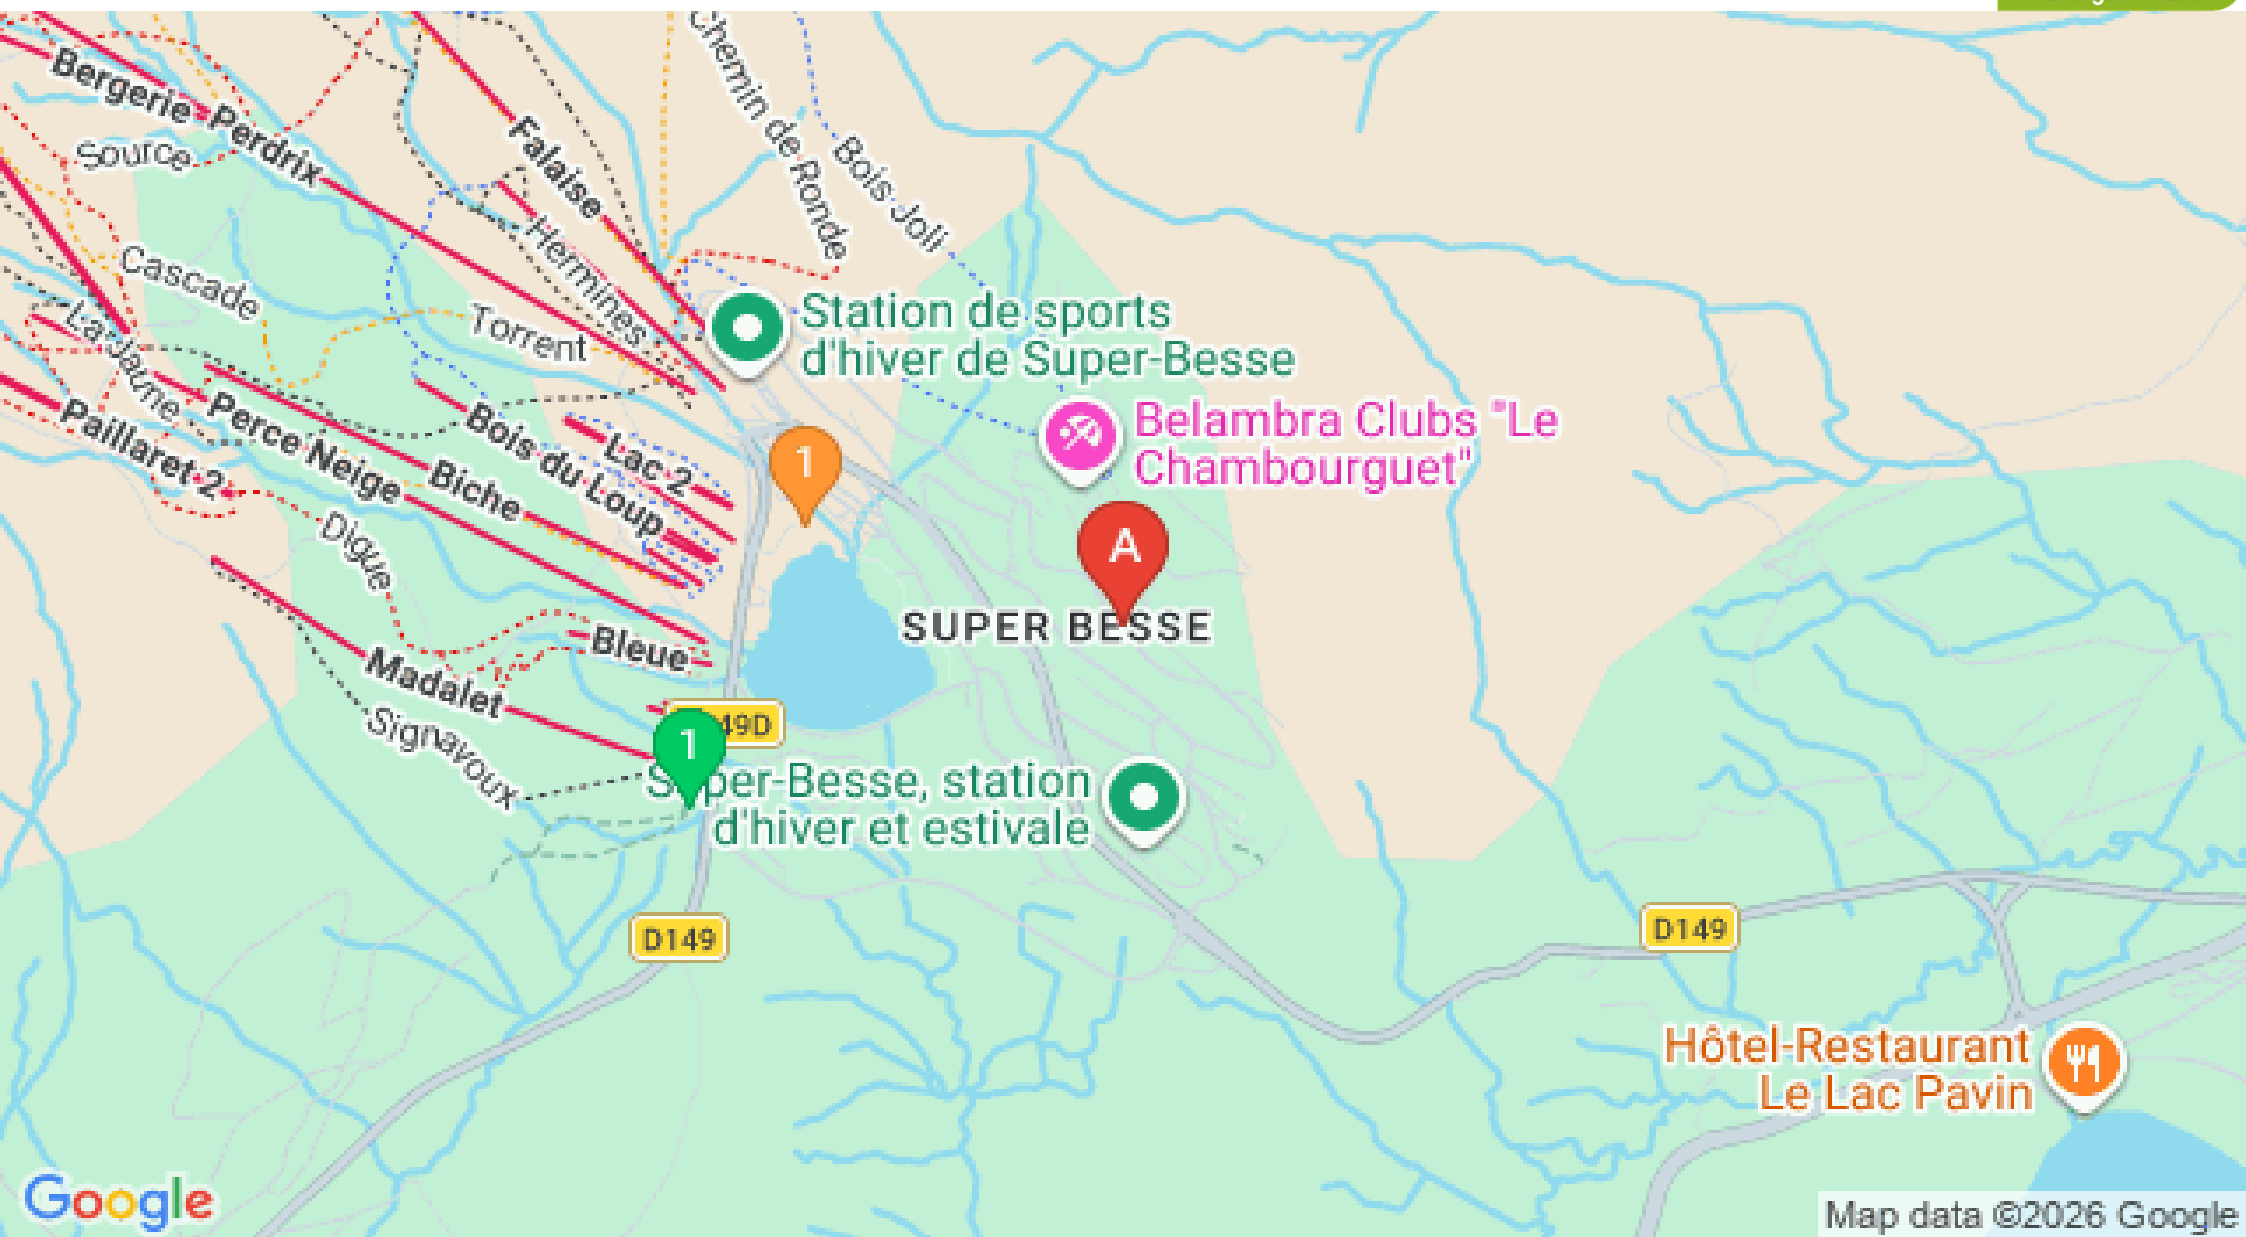 Bergerie
Perdrix
Source
Falaise
Chemin de Ronde
Bois Joli
Hermines
Cascade
Torrent
La Jaune
Station de sports
d'hiver de Super-Besse
Paillaret 2
Perce Neige
Biche
Bois du Loup
Lac 2
1
Belambra Clubs "Le
Chambourguet"
A
SUPER BESSE
Digue
Bleue
Madalet
Signavoux
49D
1
Super-Besse, station
d'hiver et estivale
D149
D149
Hôtel-Restaurant
Le Lac Pavin
Google
Map data ©2026 Google